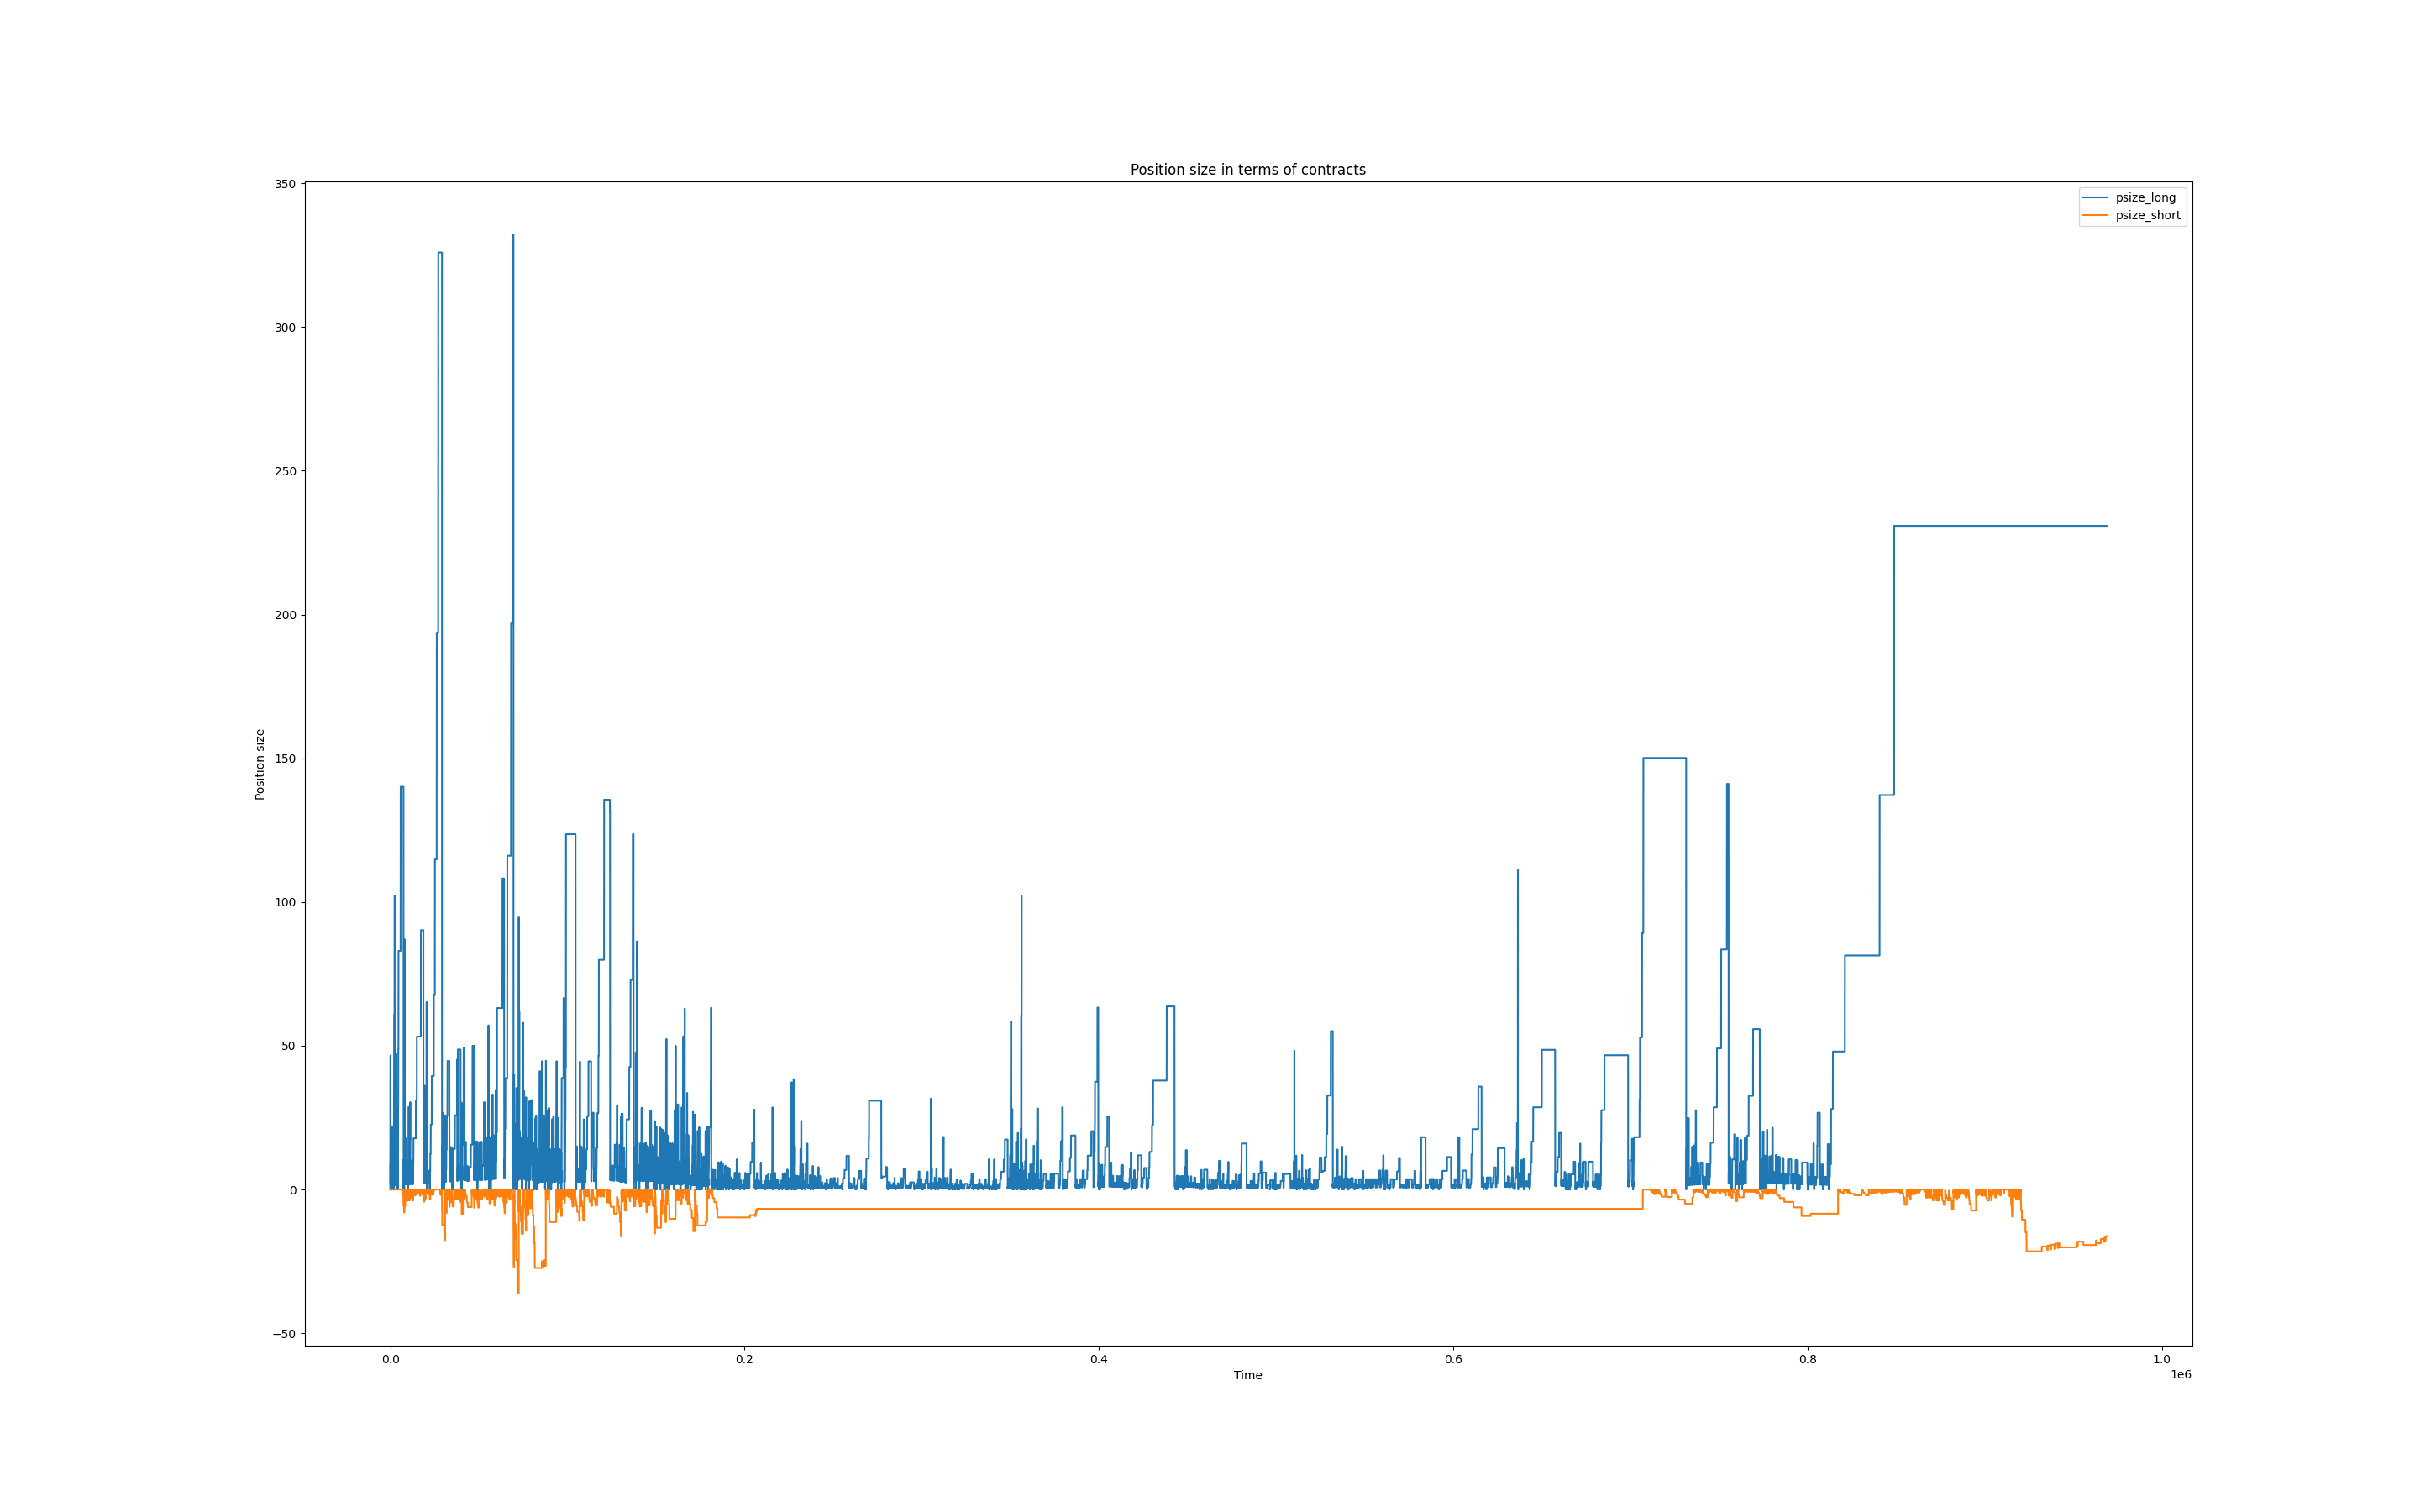 Position size in terms of contracts
psize_long
psize_short
350
300
250
200
150
100
50
0
−50
Position size
0.0
0.2
0.4
0.6
0.8
1.0
Time
1e6